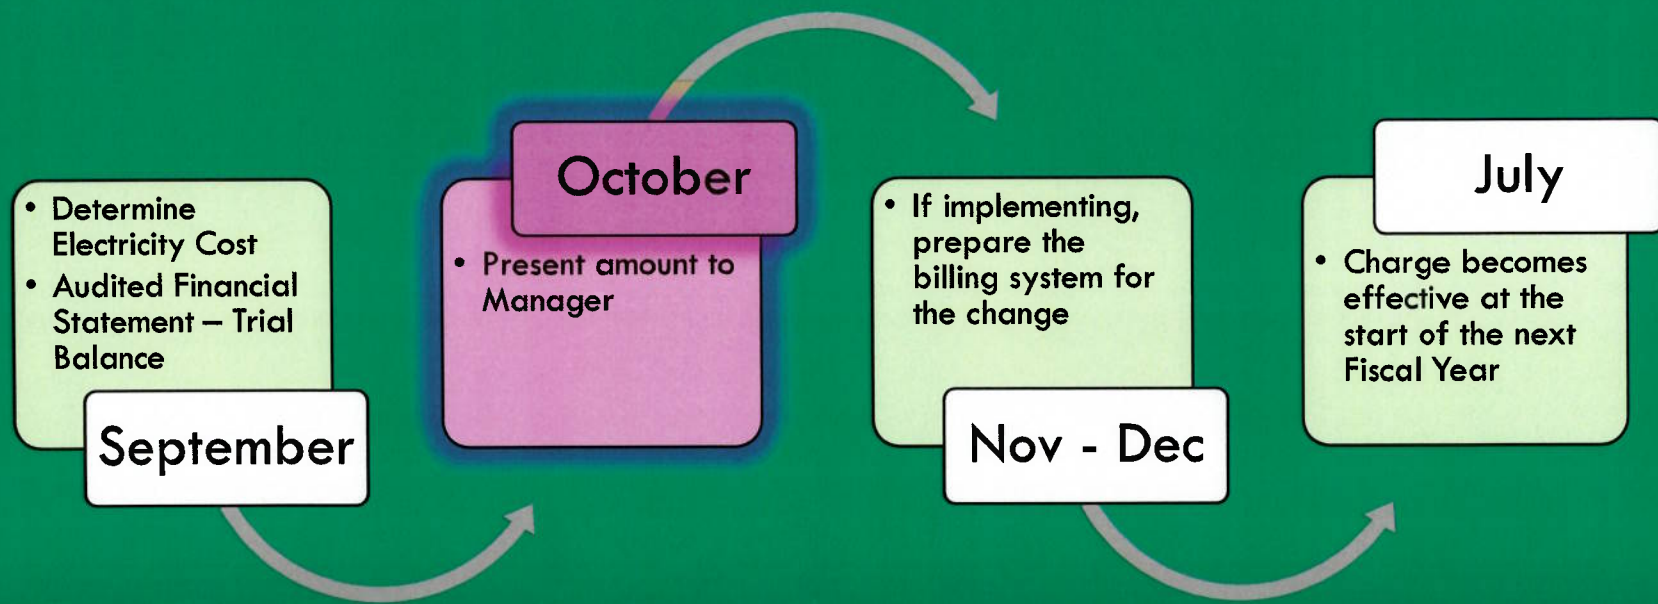 • Determine
Electricity Cost
• Audited Financial
Statement – Trial
Balance
September
October
• Present amount to
Manager
• If implementing,
prepare the
billing system for
the change
Nov - Dec
July
• Charge becomes
effective at the
start of the next
Fiscal Year